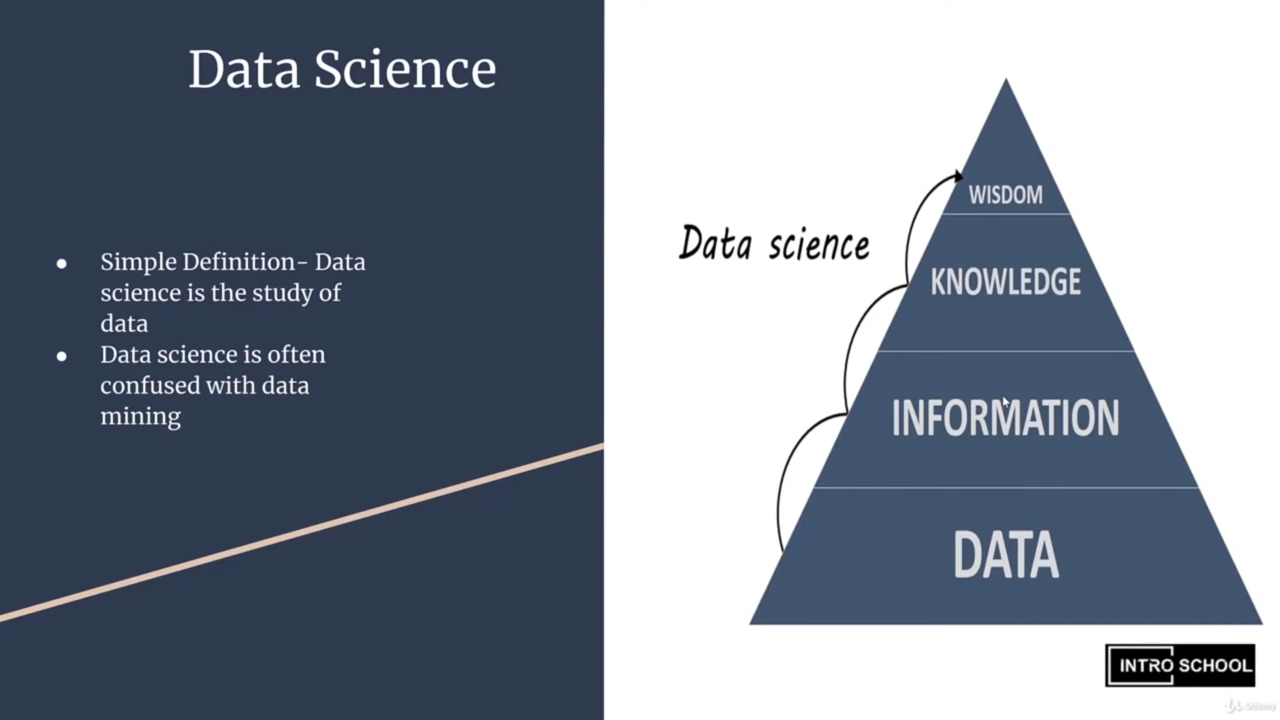 Data Science
● Simple Definition- Data
science is the study of
data
● Data science is often
confused with data
mining
Data science
WISDOM
KNOWLEDGE
INFORMATION
DATA
INTRO SCHOOL
Udemy